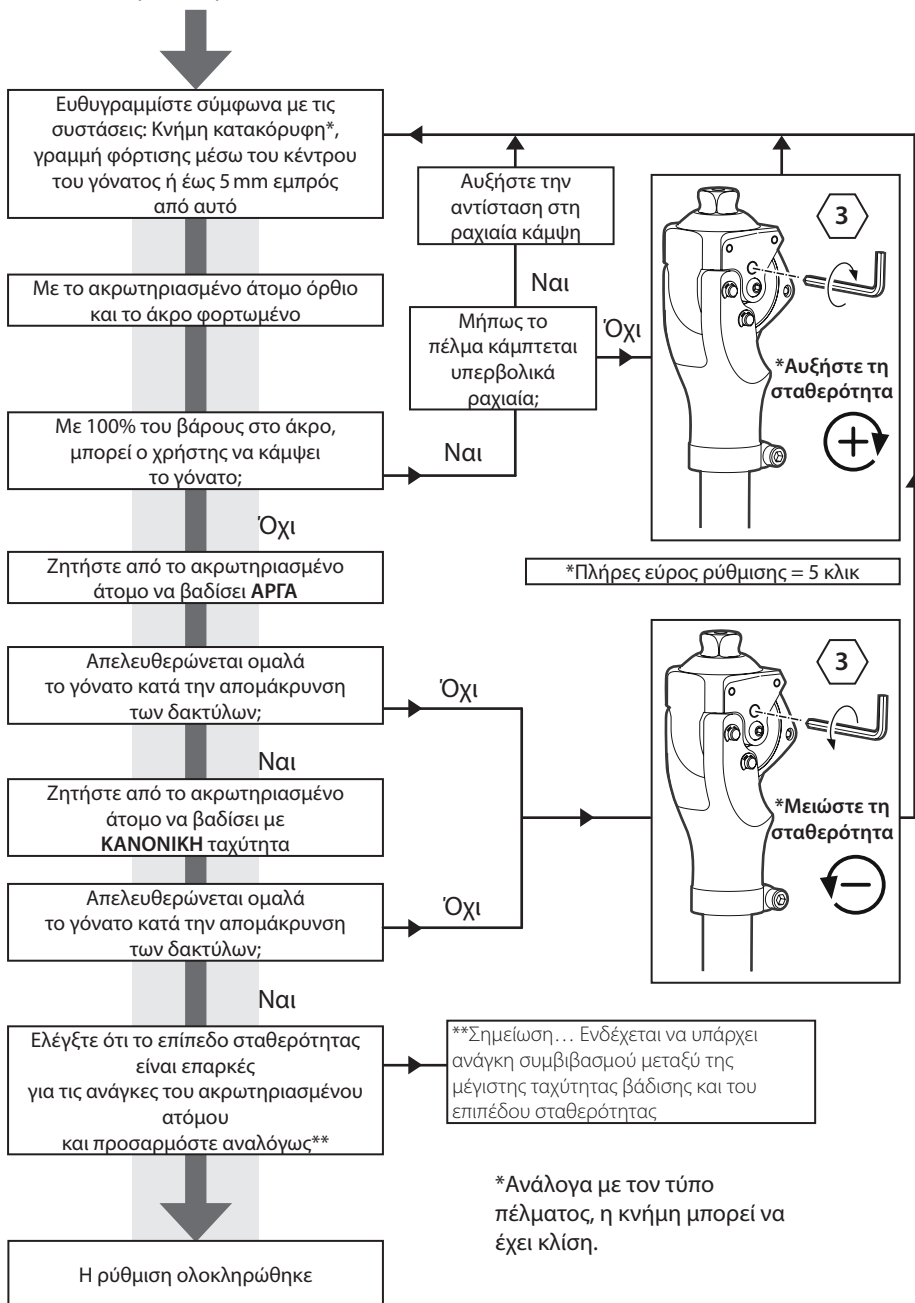 Ευθυγραμμίστε σύμφωνα με τις
συστάσεις: Κνήμη κατακόρυφη*,
γραμμή φόρτισης μέσω του κέντρου
του γόνατος ή έως 5 mm εμπρός
από αυτό
Με το ακρωτηριασμένο άτομο όρθιο
και το άκρο φορτωμένο
Με 100% του βάρους στο άκρο,
μπορεί ο χρήστης να κάμψει
το γόνατο;
Ναι
Μήπως το
πέλμα κάμπτεται
υπερβολικά
ραχιαία;
Ναι
Αυξήστε την
αντίσταση στη
ραχιαία κάμψη
Όχι
3
*Αυξήστε τη
σταθερότητα
*Πλήρες εύρος ρύθμισης = 5 κλικ
Όχι
Ζητήστε από το ακρωτηριασμένο
άτομο να βαδίσει ΑΡΓΑ
Απελευθερώνεται ομαλά
το γόνατο κατά την απομάκρυνση
των δακτύλων;
Όχι
3
*Μειώστε τη
σταθερότητα
Ναι
Ζητήστε από το ακρωτηριασμένο
άτομο να βαδίσει με
ΚΑΝΟΝΙΚΗ ταχύτητα
Απελευθερώνεται ομαλά
το γόνατο κατά την απομάκρυνση
των δακτύλων;
Όχι
Ναι
Ελέγξτε ότι το επίπεδο σταθερότητας
είναι επαρκές
για τις ανάγκες του ακρωτηριασμένου
ατόμου
και προσαρμόστε αναλόγως**
**Σημείωση… Ενδέχεται να υπάρχει
ανάγκη συμβιβασμού μεταξύ της
μέγιστης ταχύτητας βάδισης και του
επιπέδου σταθερότητας
*Ανάλογα με τον τύπο
πέλματος, η κνήμη μπορεί να
έχει κλίση.
Η ρύθμιση ολοκληρώθηκε